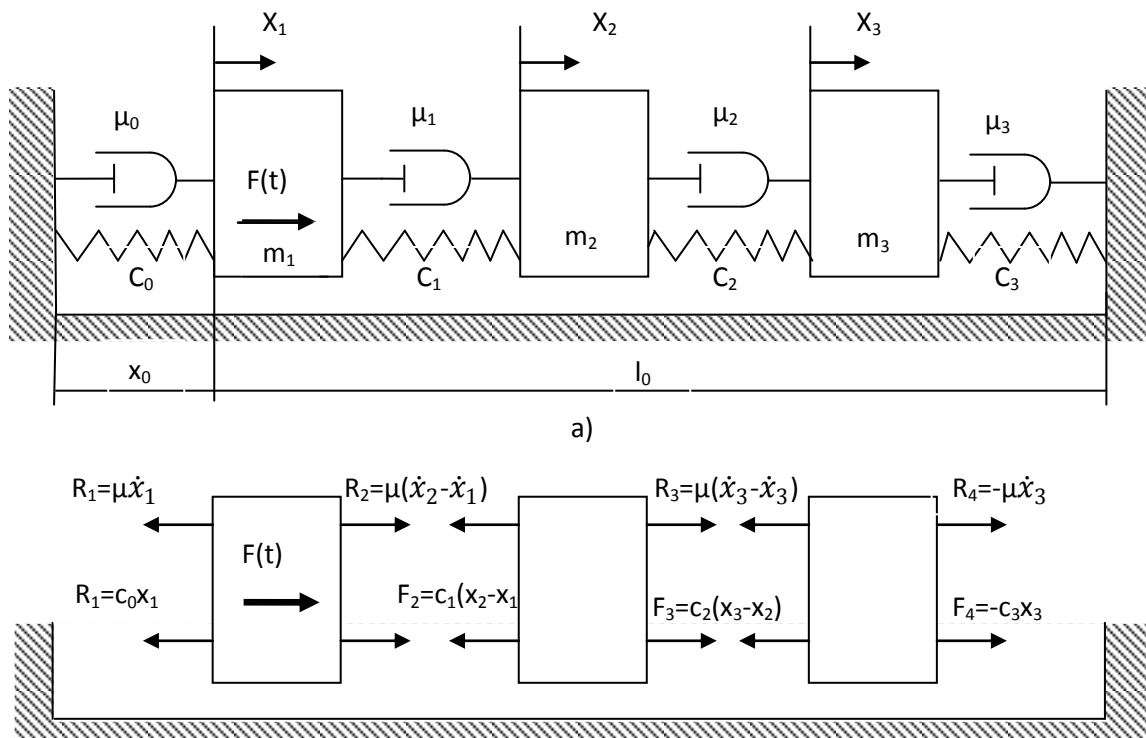 X₁ X₂ X₃
μ₀ μ₁ μ₂ μ₃
F(t)
m₁ m₂ m₃
C₀ C₁ C₂ C₃
x₀ l₀
a)
R₁=μẋ₁ R₂=μ(ẋ₂-ẋ₁) R₃=μ(ẋ₃-ẋ₃) R₄=-μẋ₃
F(t)
R₁=c₀x₁ F₂=c₁(x₂-x₁ F₃=c₂(x₃-x₂) F₄=-c₃x₃